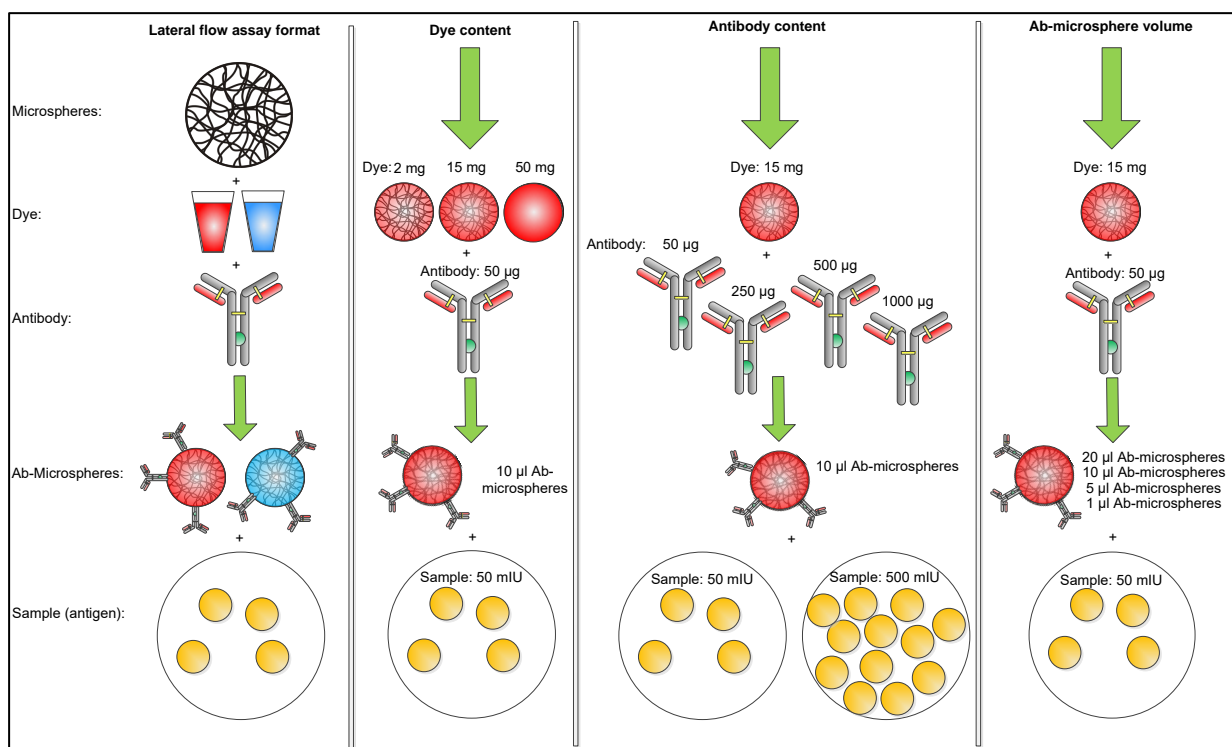 Lateral flow assay format
Dye content
Antibody content
Ab-microsphere volume
Microspheres:
Dye: 2 mg
15 mg
50 mg
Dye: 15 mg
Dye: 15 mg
+
Dye:
+
+
+
+
Antibody: 50 µg
Antibody:
50 µg
250 µg
500 µg
1000 µg
Antibody: 50 µg
Antibody:
Ab-Microspheres:
10 µl Ab-
microspheres
10 µl Ab-microspheres
20 µl Ab-microspheres
10 µl Ab-microspheres
5 µl Ab-microspheres
1 µl Ab-microspheres
+
+
+
+
Sample (antigen):
Sample: 50 mIU
Sample: 50 mIU
Sample: 500 mIU
Sample: 50 mIU